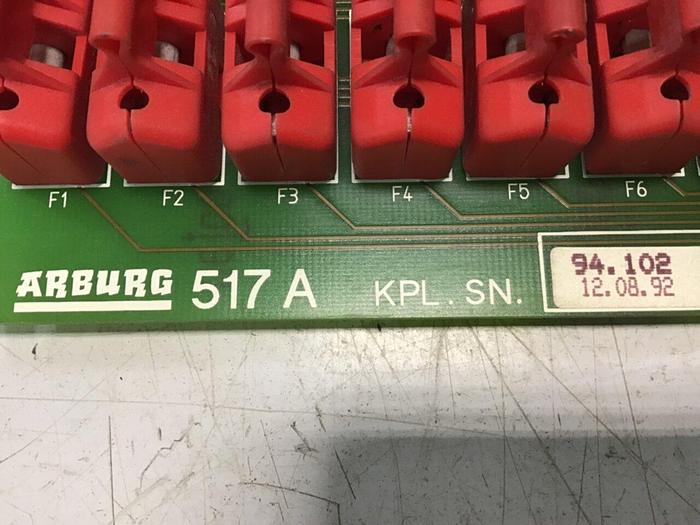 F1 F2 F3 F4 F5 F6
ARBURG 517 A KPL. SN. 94.102
12.08.92